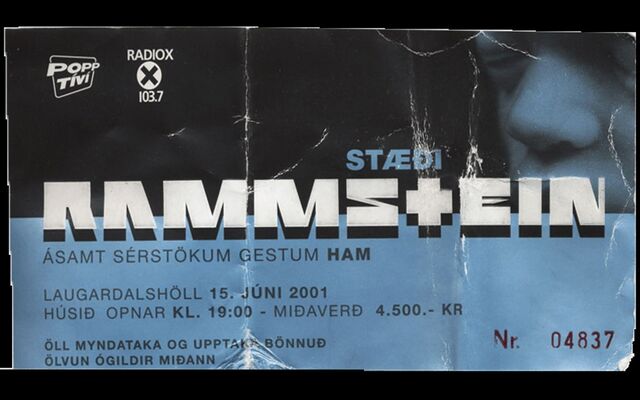 POPP
TÍVÍ
RADIOX
X
103.7
STÆÐI
RAMMSTEIN
ÁSAMT SÉRSTÖKUM GESTUM HAM
LAUGARDALSHÖLL 15. JÚNI 2001
HÚSIÐ OPNAR KL. 19:00 - MIÐAVERÐ 4.500.- KR
ÖLL MYNDATAKA OG UPPTAKA BÖNNUÐ
ÖLVUN ÓGILDIR MIÐANN
Nr. 04837